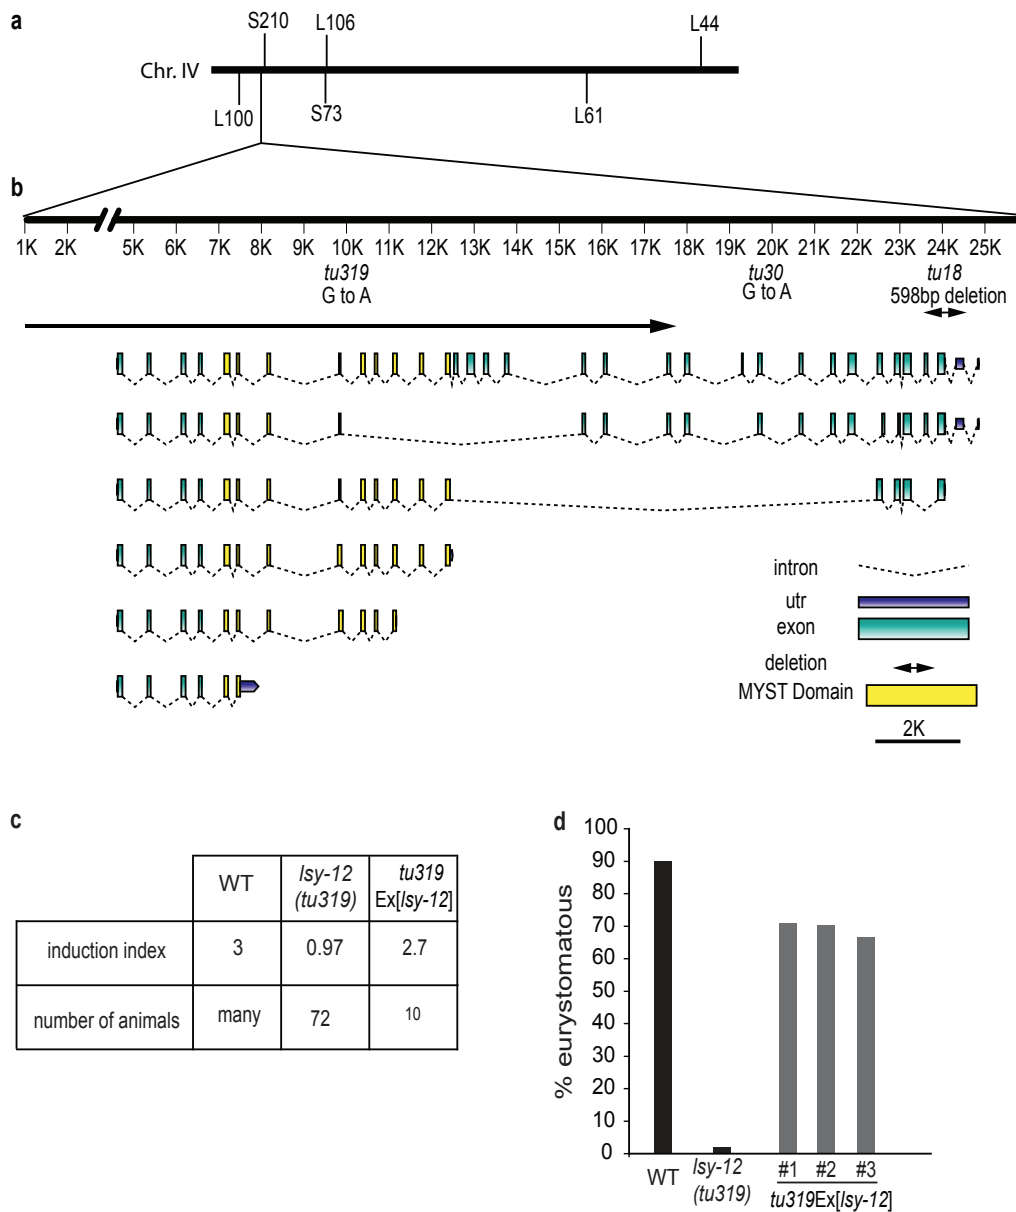 a
S210 L106 L44
Chr. IV
L100 S73 L61
b
1K 2K 5K 6K 7K 8K 9K 10K 11K 12K 13K 14K 15K 16K 17K 18K 19K 20K 21K 22K 23K 24K 25K
tu319 tu30 tu18
G to A G to A 598bp deletion
intron
utr
exon
deletion
MYST Domain
2K
c
WT lsy-12 (tu319) tu319 Ex[lsy-12]
induction index 3 0.97 2.7
number of animals many 72 10
d
% eurystomatous
100
90
80
70
60
50
40
30
20
10
0
WT lsy-12 (tu319) #1 #2 #3
tu319Ex[lsy-12]